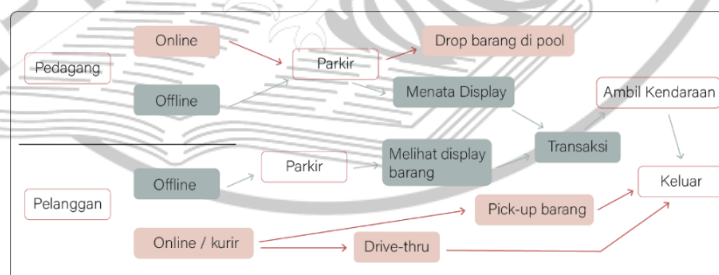 Pedagang
Online
Offline
Parkir
Drop barang di pool
Menata Display
Ambil Kendaraan
Transaksi
Keluar
Pelanggan
Offline
Parkir
Melihat display
barang
Online / kurir
Pick-up barang
Drive-thru